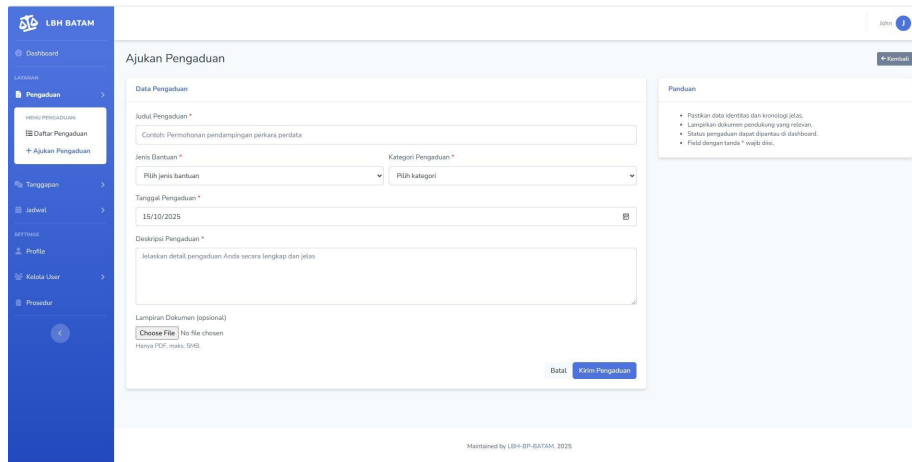 LBH BATAM
John
J
Dashboard
LAYANAN
Pengaduan
MENU PENGADUAN:
Daftar Pengaduan
+ Ajukan Pengaduan
Tanggapan
Jadwal
SETTINGS
Profile
Kelola User
Prosedur
Ajukan Pengaduan
Kembali
Data Pengaduan
Judul Pengaduan *
Contoh: Permohonan pendampingan perkara perdata
Jenis Bantuan * Kategori Pengaduan *
Pilih jenis bantuan Pilih kategori
Tanggal Pengaduan *
15/10/2025
Deskripsi Pengaduan *
Jelaskan detail pengaduan Anda secara lengkap dan jelas
Lampiran Dokumen (opsional)
Choose File No file chosen
Hanya PDF, maks. 5MB.
Batal Kirim Pengaduan
Panduan
Pastikan data identitas dan kronologi jelas.
Lampirkan dokumen pendukung yang relevan.
Status pengaduan dapat dipantau di dashboard.
Field dengan tanda * wajib diisi.
Maintained by LBH-BP-BATAM. 2025